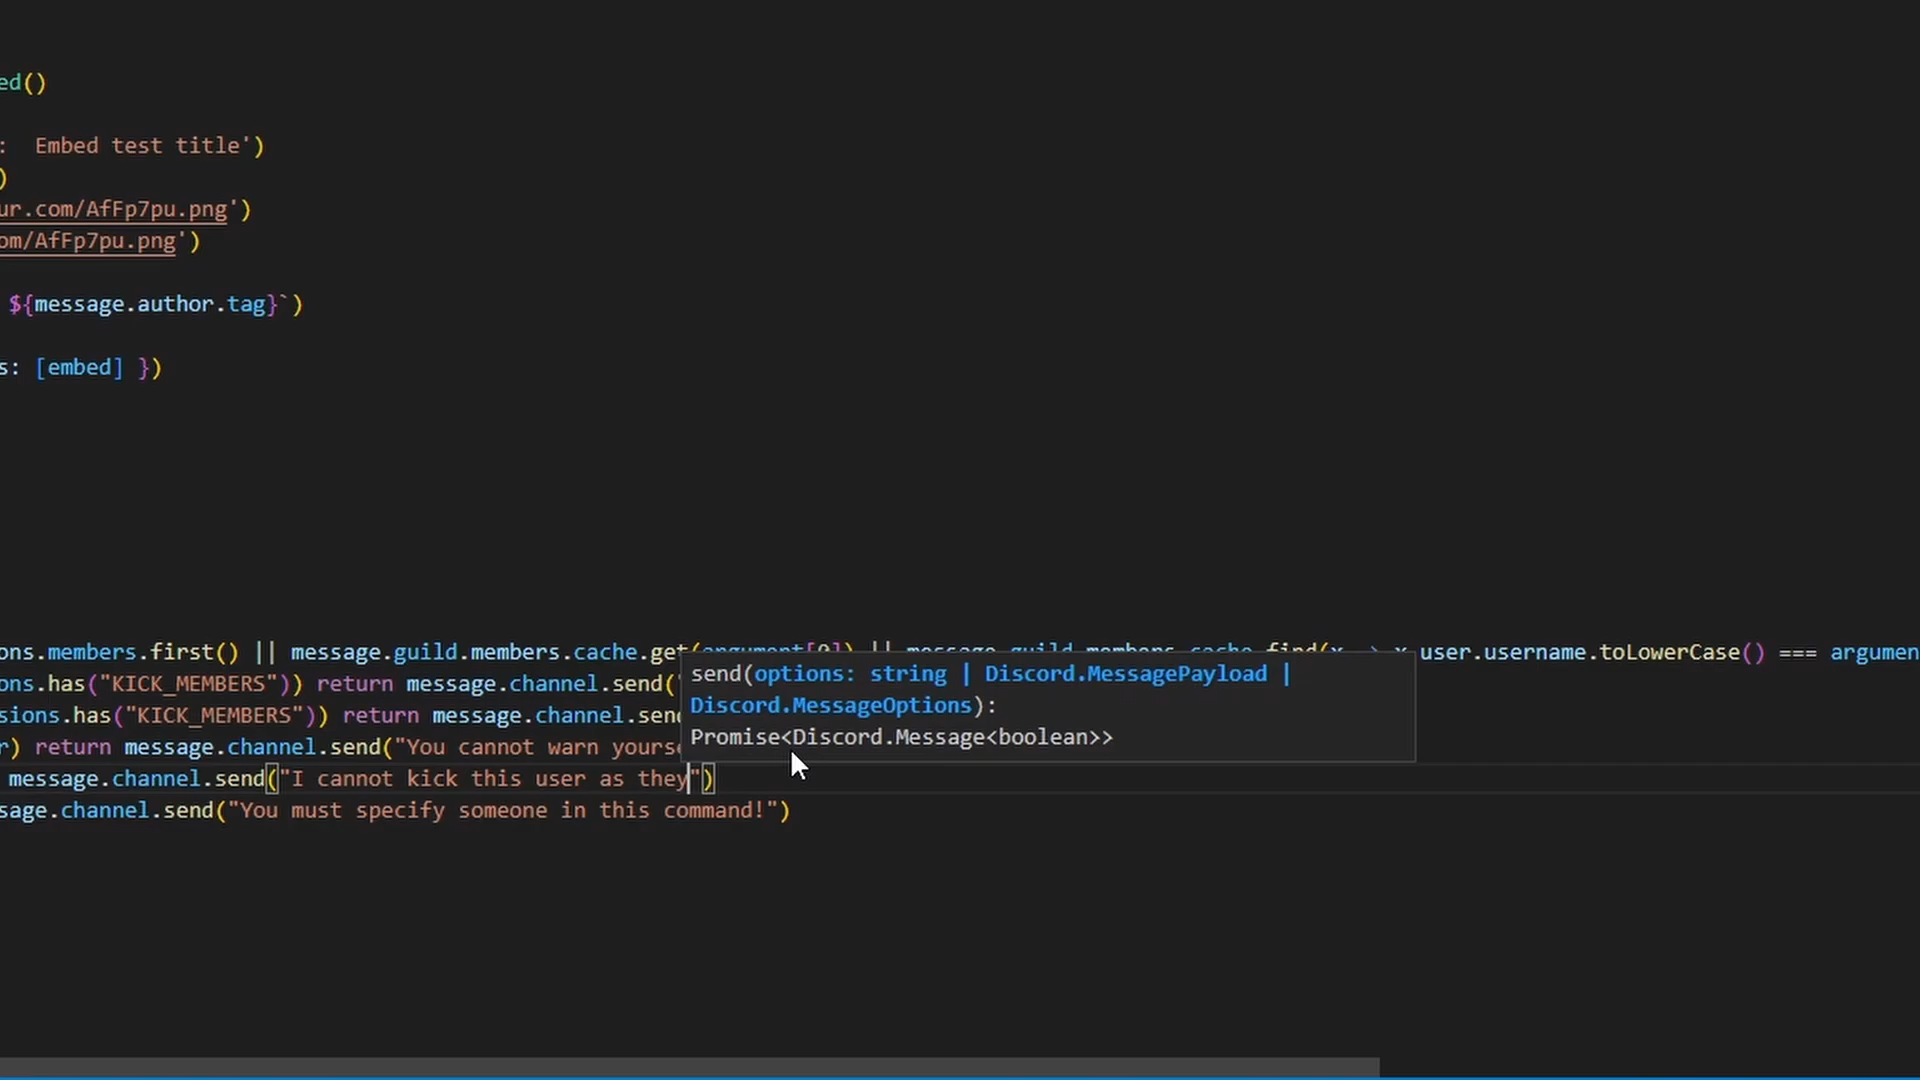 ed()
:  Embed test title')
)
ur.com/AfFp7pu.png')
om/AfFp7pu.png')
${message.author.tag}`)
s: [embed] })
ons.members.first() || message.guild.members.cache.get || user.username.toLowerCase() === argumen
ons.has("KICK_MEMBERS")) return message.channel.send("
sions.has("KICK_MEMBERS")) return message.channel.send
r) return message.channel.send("You cannot warn yourse
message.channel.send("I cannot kick this user as they")
sage.channel.send("You must specify someone in this command!")
send(options: string | Discord.MessagePayload |
Discord.MessageOptions):
Promise<Discord.Message<boolean>>